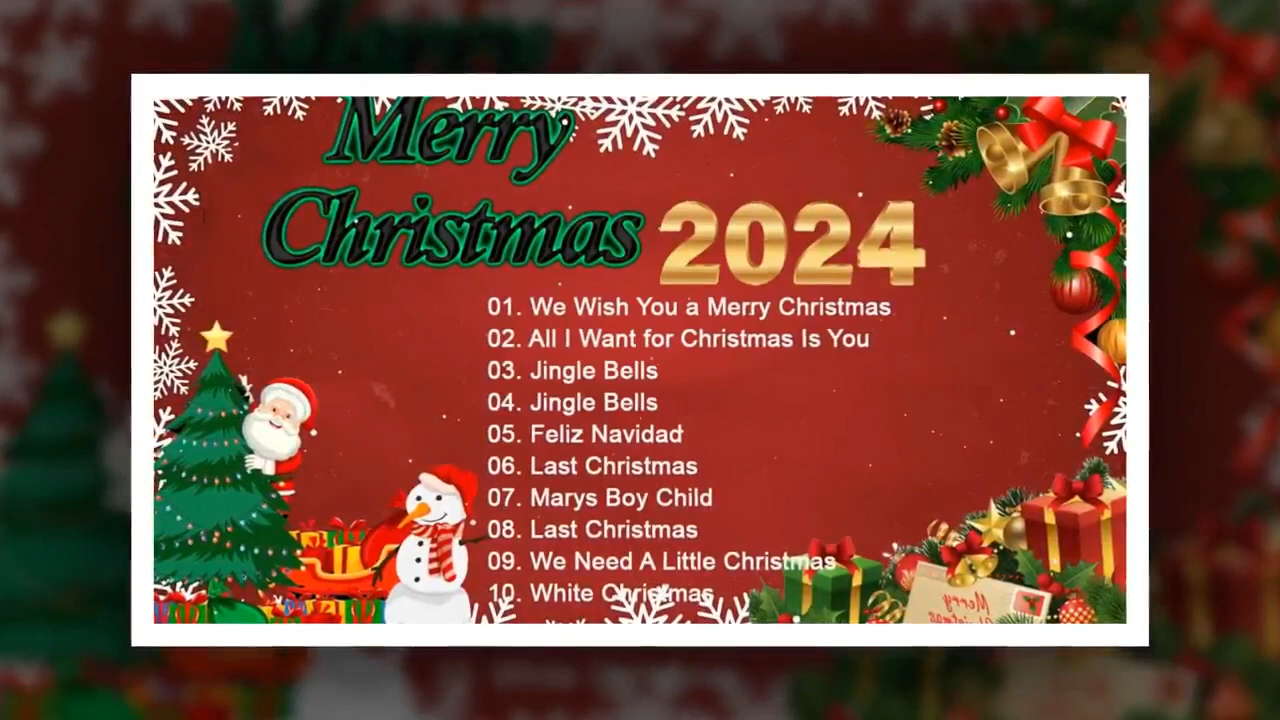 Merry
Christmas 2024
01. We Wish You a Merry Christmas
02. All I Want for Christmas Is You
03. Jingle Bells
04. Jingle Bells
05. Feliz Navidad
06. Last Christmas
07. Marys Boy Child
08. Last Christmas
09. We Need A Little Christmas
10. White Christmas
Merry
Christmas